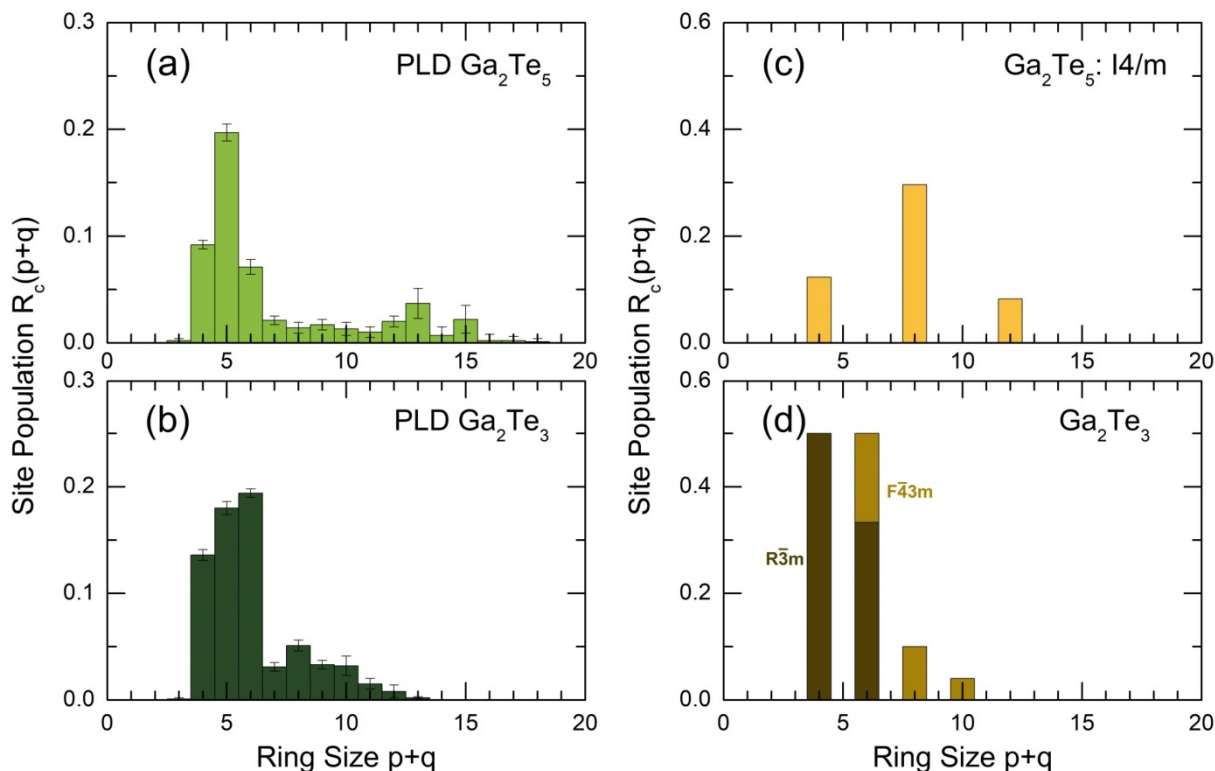 0.3
(a)
PLD Ga₂Te₅
0.2
0.1
0.0
0
5
10
15
20
0.3
(b)
PLD Ga₂Te₃
0.2
0.1
0.0
0
5
10
15
20
Site Population R_c(p+q)
Ring Size p+q
0.6
(c)
Ga₂Te₅: I4/m
0.4
0.2
0.0
0
5
10
15
20
0.6
(d)
Ga₂Te₃
F4̄3m
R3̄m
0.4
0.2
0.0
0
5
10
15
20
Site Population R_c(p+q)
Ring Size p+q